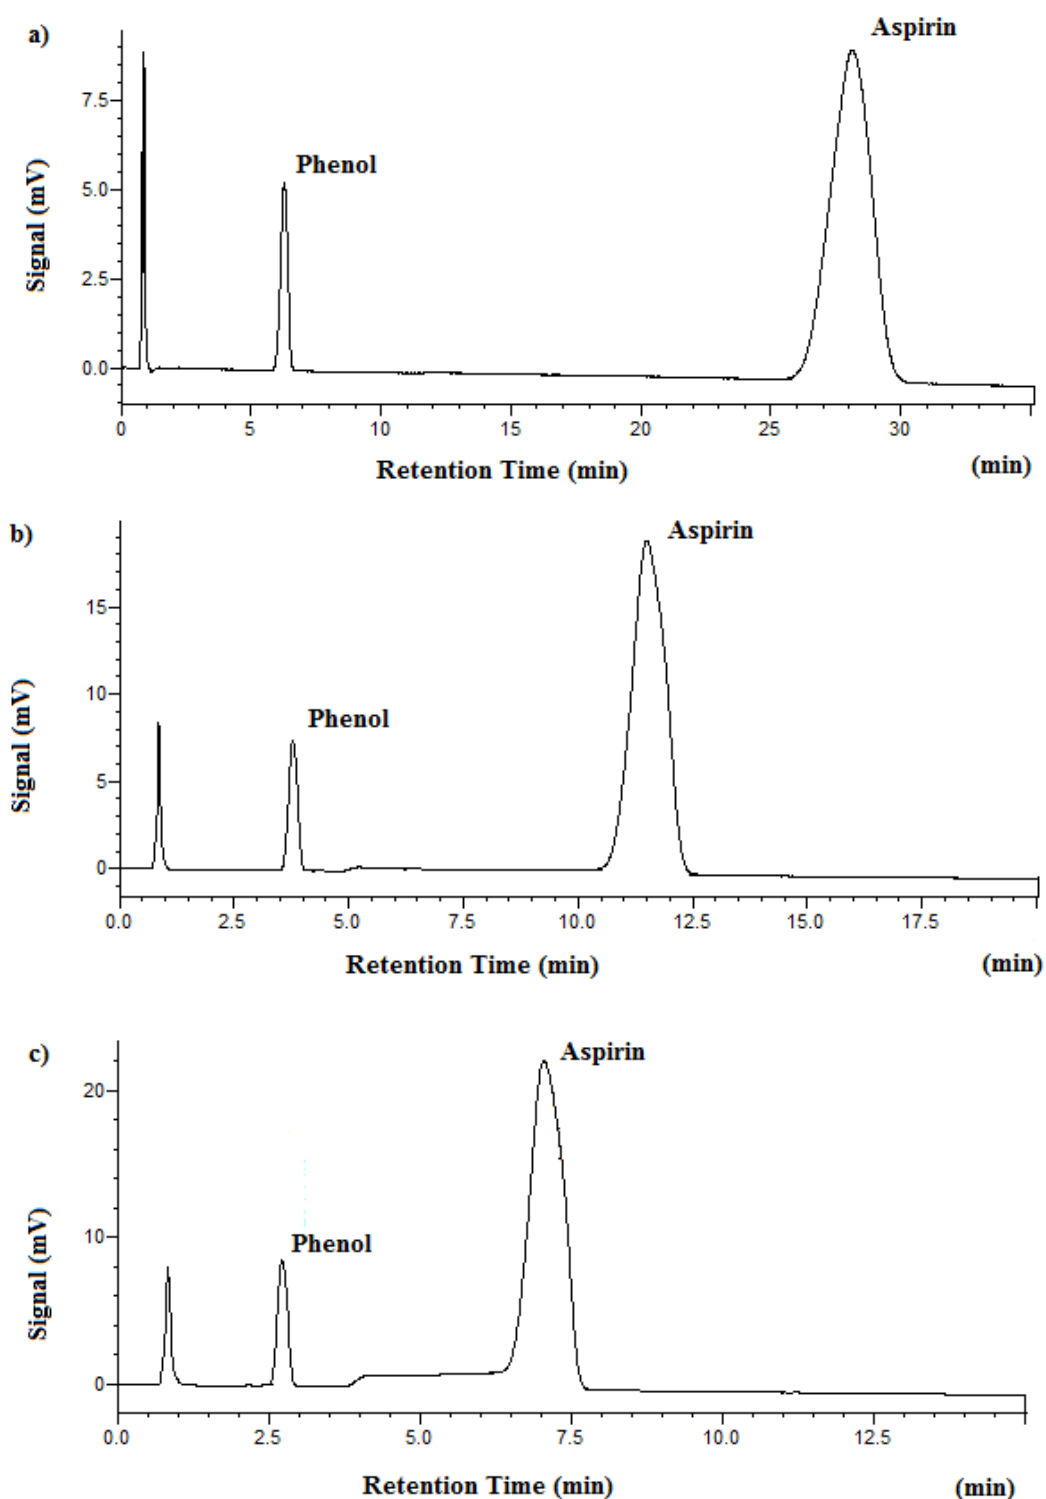 a)
Aspirin
Phenol
Signal (mV)
7.5
5.0
2.5
0.0
0 5 10 15 20 25 30
Retention Time (min) (min)
b)
Aspirin
Phenol
Signal (mV)
15
10
5
0
0.0 2.5 5.0 7.5 10.0 12.5 15.0 17.5
Retention Time (min) (min)
c)
Aspirin
Phenol
Signal (mV)
20
10
0
0.0 2.5 5.0 7.5 10.0 12.5
Retention Time (min) (min)